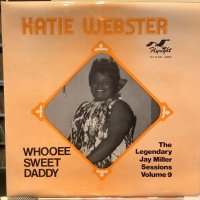 KATIE WEBSTER
Flyright
WHOOEE
SWEET
DADDY
The
Legendary
Jay Miller
Sessions
Volume 9